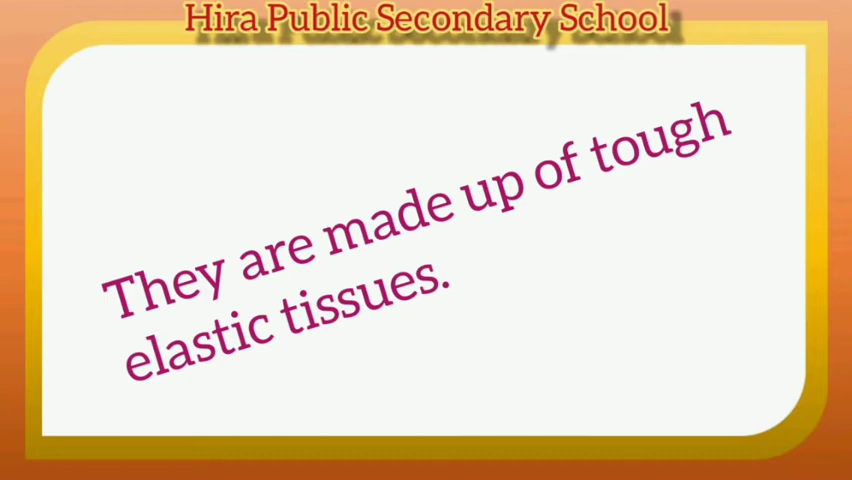 Hira Public Secondary School
They are made up of tough
elastic tissues.